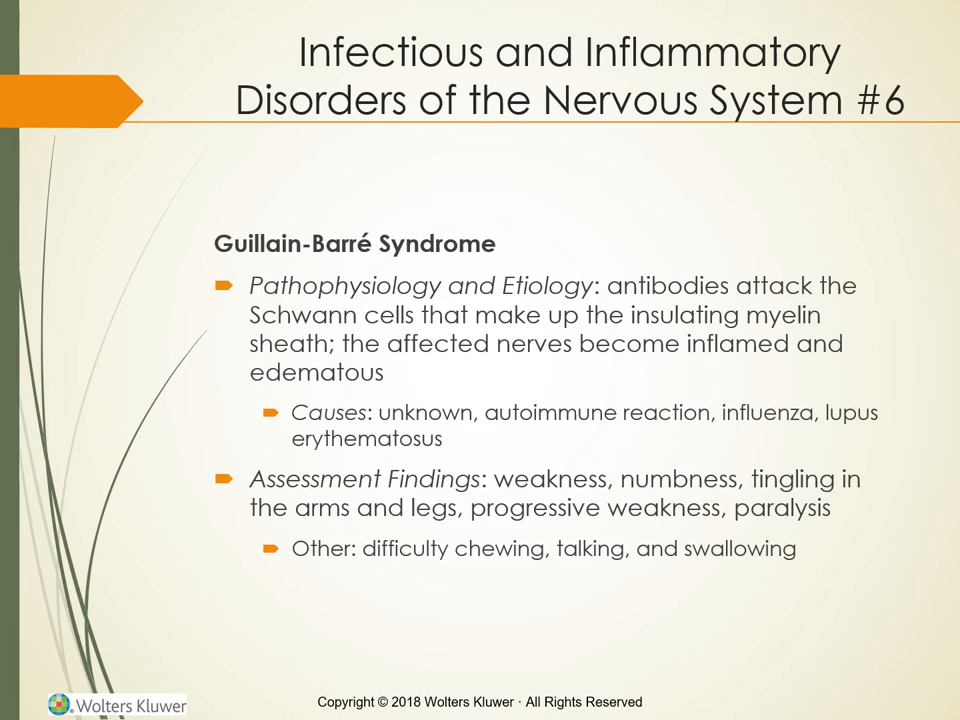 Infectious and Inflammatory
Disorders of the Nervous System #6
Guillain-Barré Syndrome
Pathophysiology and Etiology: antibodies attack the
Schwann cells that make up the insulating myelin
sheath; the affected nerves become inflamed and
edematous
Causes: unknown, autoimmune reaction, influenza, lupus
erythematosus
Assessment Findings: weakness, numbness, tingling in
the arms and legs, progressive weakness, paralysis
Other: difficulty chewing, talking, and swallowing
Wolters Kluwer
Copyright © 2018 Wolters Kluwer · All Rights Reserved